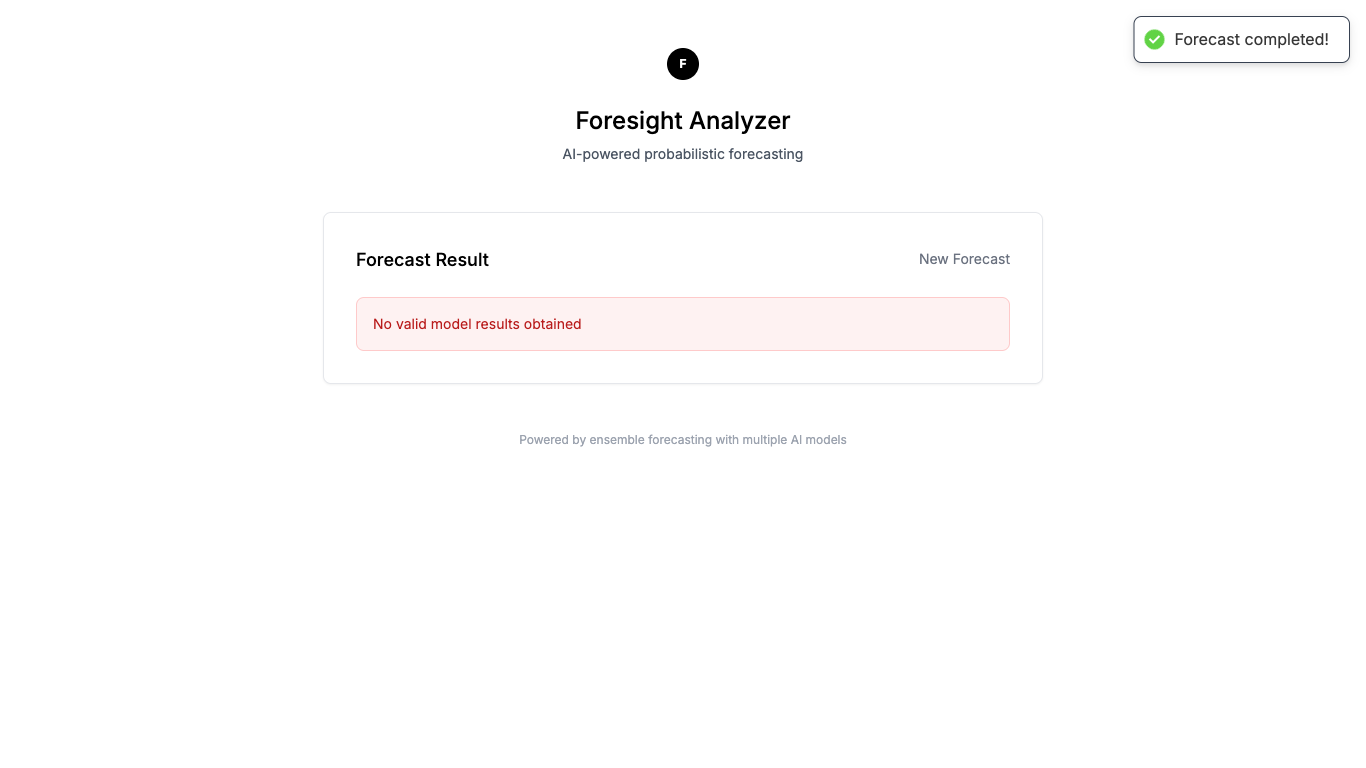 Forecast completed!
F
Foresight Analyzer
AI-powered probabilistic forecasting
Forecast Result
New Forecast
No valid model results obtained
Powered by ensemble forecasting with multiple AI models